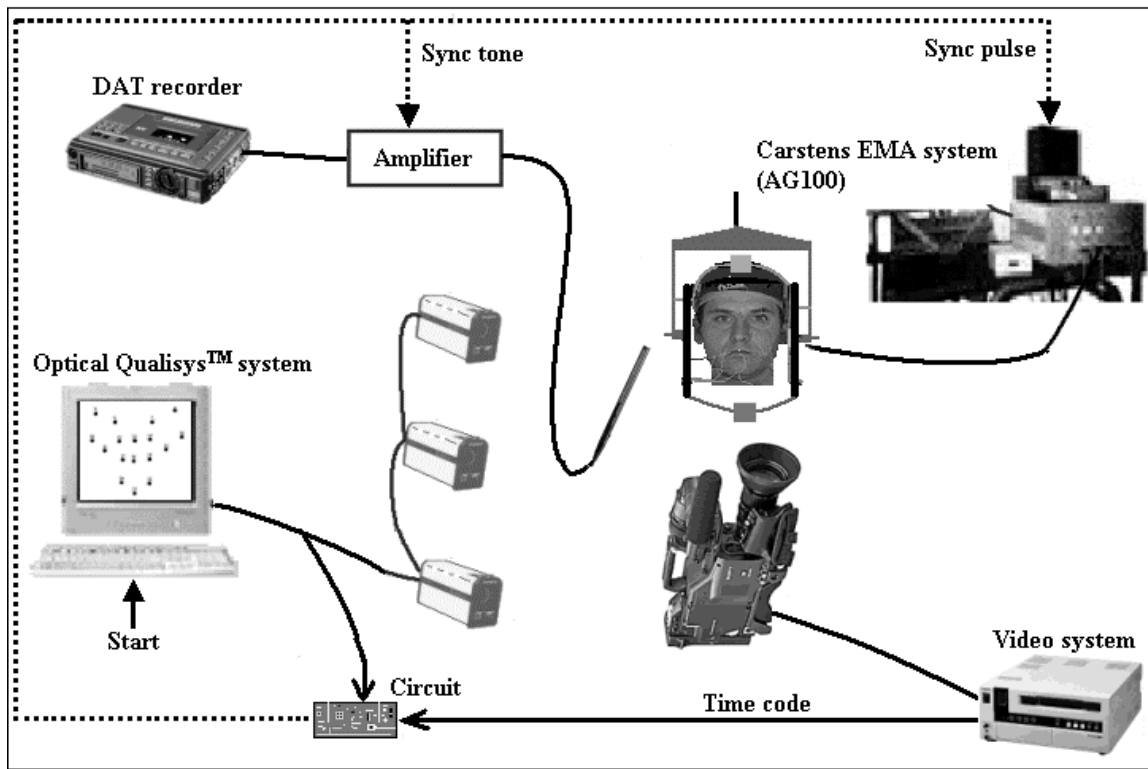 Sync tone
Sync pulse
DAT recorder
Amplifier
Carstens EMA system
(AG100)
Optical Qualisys™ system
Start
Circuit
Time code
Video system